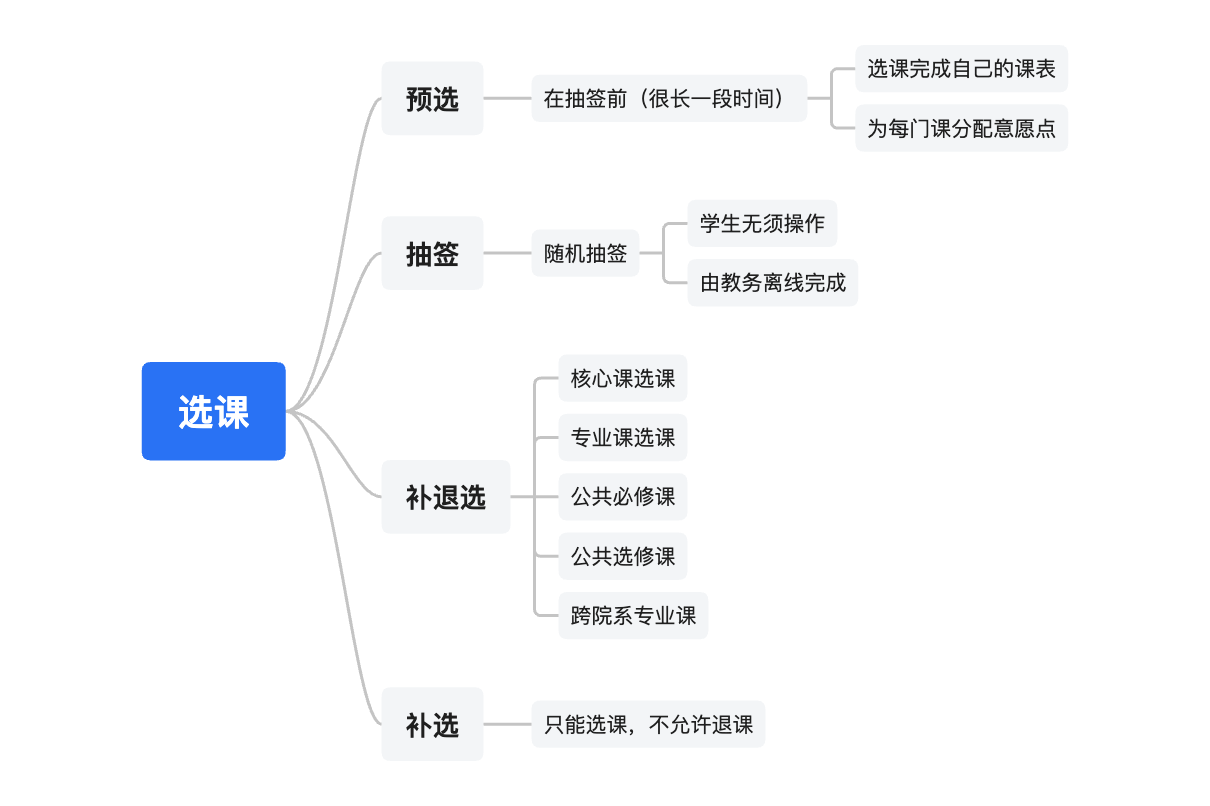 选课
预选
在抽签前（很长一段时间）
选课完成自己的课表
为每门课分配意愿点
抽签
随机抽签
学生无须操作
由教务离线完成
补退选
核心课选课
专业课选课
公共必修课
公共选修课
跨院系专业课
补选
只能选课，不允许退课